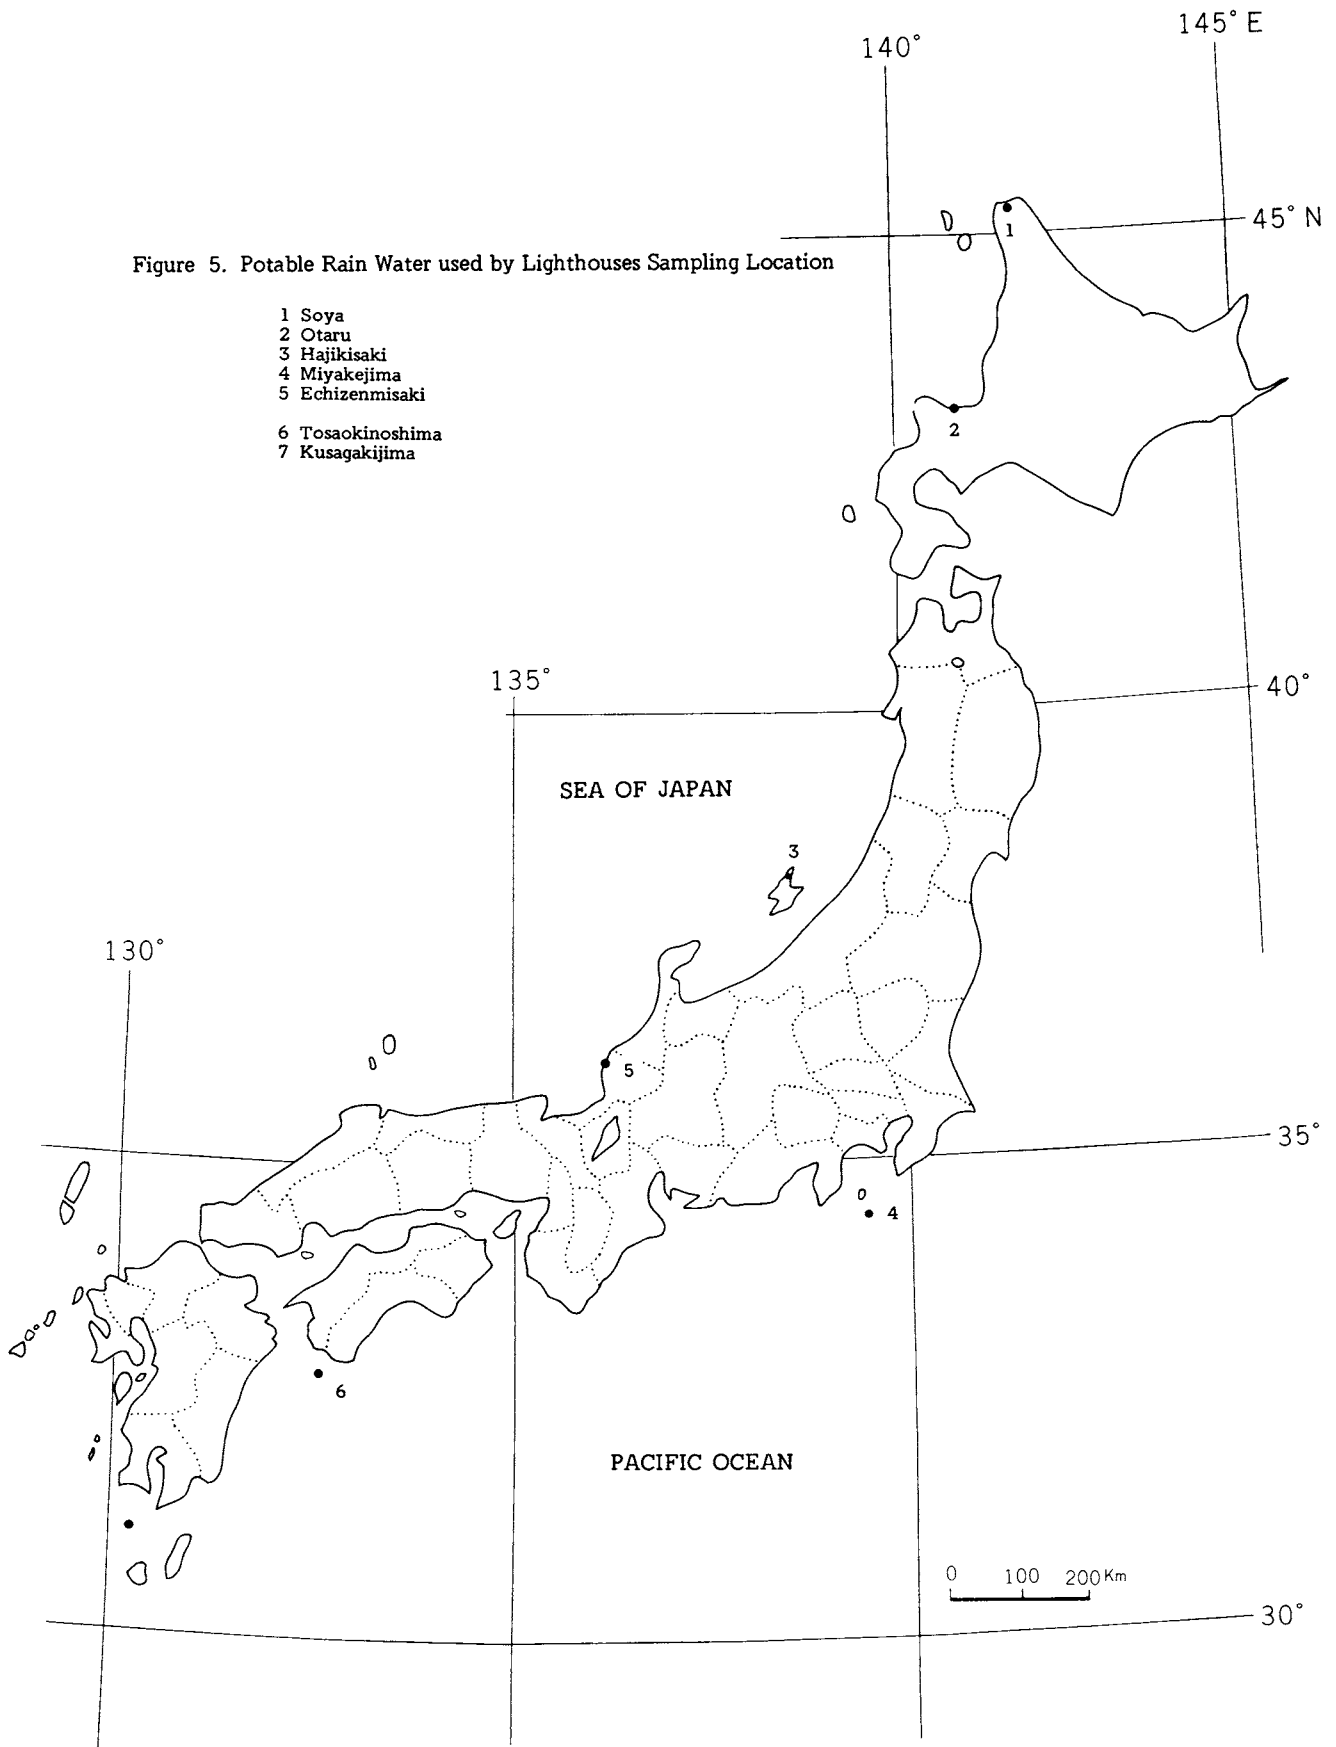 145° E
140°
45° N
1
Figure 5. Potable Rain Water used by Lighthouses Sampling Location
1 Soya
2 Otaru
3 Hajikisaki
4 Miyakejima
5 Echizenmisaki
6 Tosaokinoshima
7 Kusagakijima
2
135°
40°
SEA OF JAPAN
3
130°
5
35°
4
6
PACIFIC OCEAN
0 100 200 Km
30°